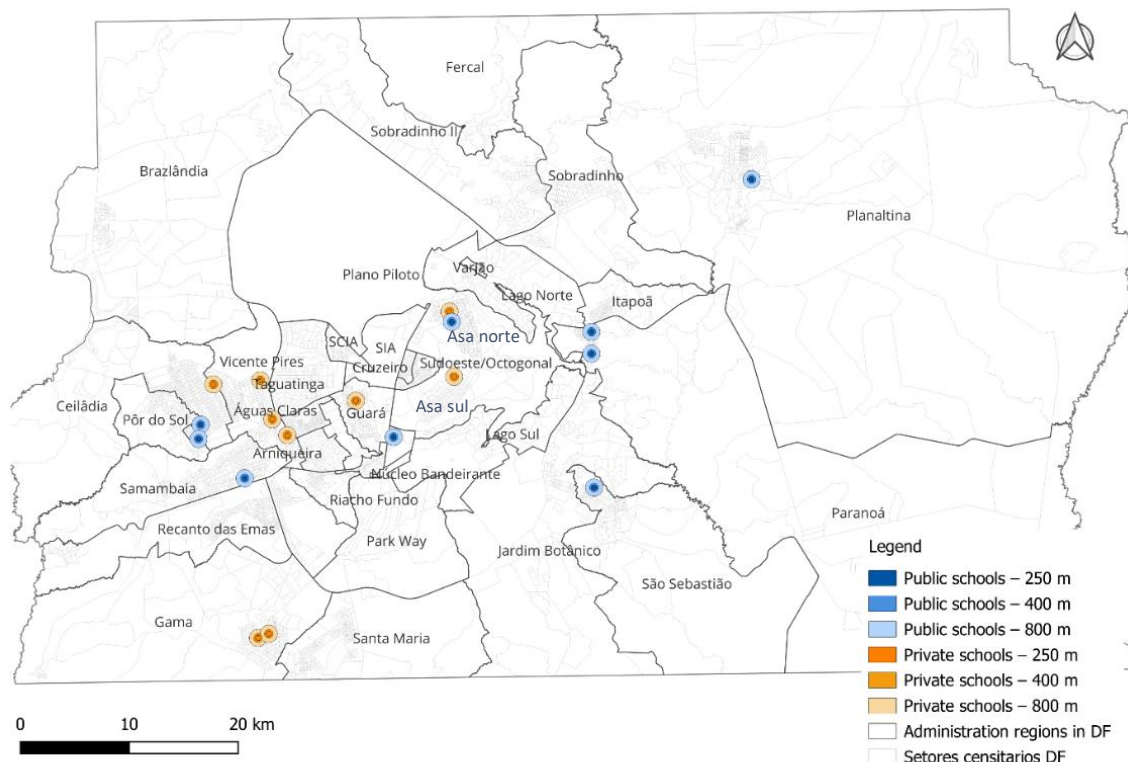 Fercal
Sobradinho II
Brazlândia
Sobradinho
Planaltina
Plano Piloto
Varjão
Lago Norte
Itapoã
Asa norte
SCIA
SIA
Cruzeiro
Sudoeste/Octogonal
Vicente Pires
Taguatinga
Ceilâdia
Pôr do Sol
Águas Claras
Guará
Asa sul
Lago Sul
Arniqueira
Núcleo Bandeirante
Samambaia
Riacho Fundo
Recanto das Emas
Park Way
Jardim Botânico
Paranoá
São Sebastião
Gama
Santa Maria
Legend
Public schools – 250 m
Public schools – 400 m
Public schools – 800 m
Private schools – 250 m
Private schools – 400 m
Private schools – 800 m
Administration regions in DF
Setores censitarios DF
0 10 20 km